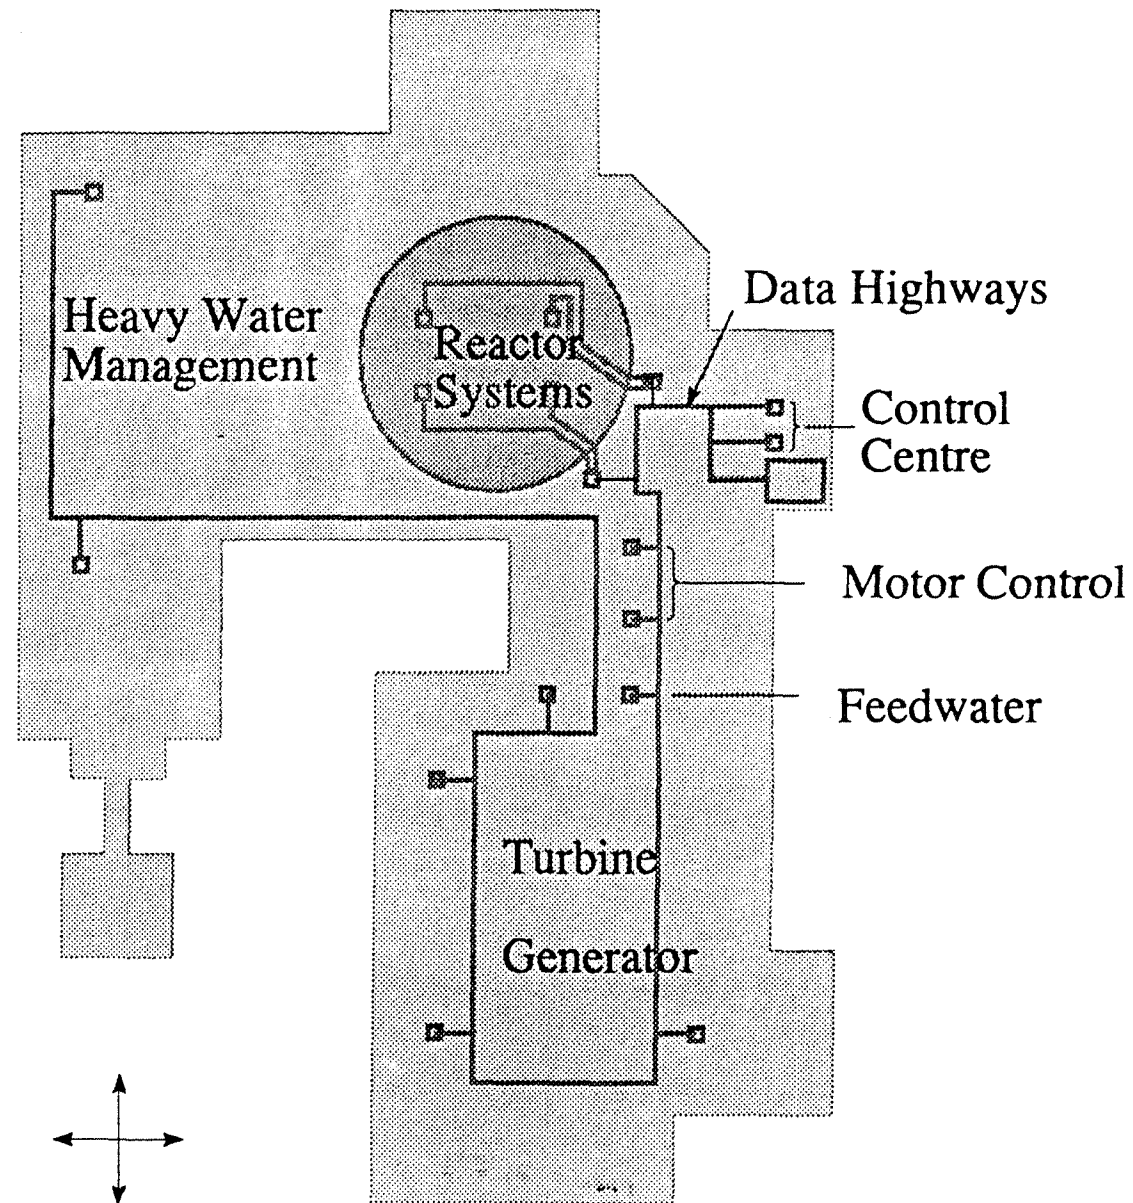 Data Highways
Heavy Water
Management
Reactor
Systems
Control
Centre
Motor Control
Feedwater
Turbine
Generator